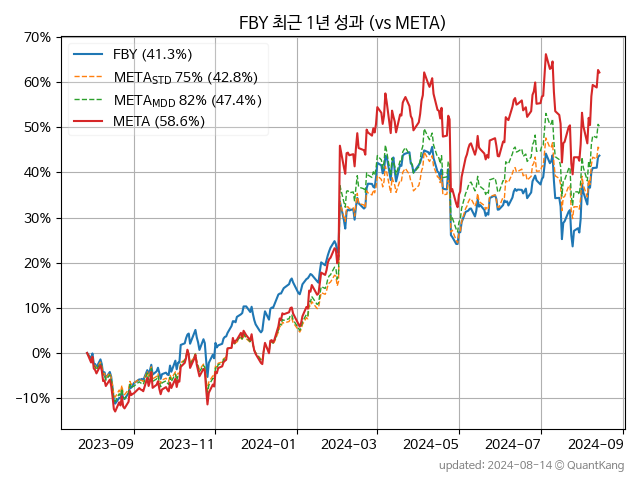 FBY 최근 1년 성과 (vs META)
70%
60%
50%
40%
30%
20%
10%
0%
−10%
FBY (41.3%)
META_STD 75% (42.8%)
META_MDD 82% (47.4%)
META (58.6%)
2023-09 2023-11 2024-01 2024-03 2024-05 2024-07 2024-09
updated: 2024-08-14 © QuantKang